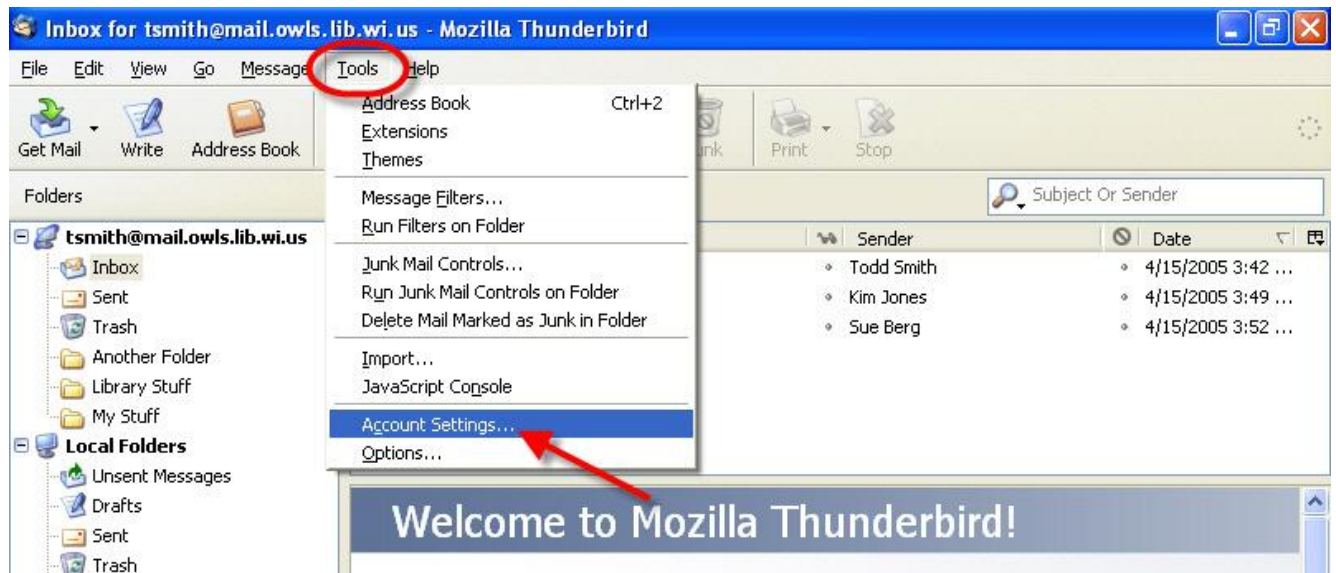 Inbox for tsmith@mail.owls.lib.wi.us - Mozilla Thunderbird
File Edit View Go Message Tools Help
Get Mail Write Address Book Print Stop
Address Book Ctrl+2
Extensions
Themes
Message Filters...
Run Filters on Folder
Junk Mail Controls...
Run Junk Mail Controls on Folder
Delete Mail Marked as Junk in Folder
Import...
JavaScript Console
Account Settings...
Options...
Folders
Subject Or Sender
tsmith@mail.owls.lib.wi.us
Inbox
Sent
Trash
Another Folder
Library Stuff
My Stuff
Local Folders
Unsent Messages
Drafts
Sent
Trash
Sender Date
Todd Smith 4/15/2005 3:42 ...
Kim Jones 4/15/2005 3:49 ...
Sue Berg 4/15/2005 3:52 ...
Welcome to Mozilla Thunderbird!